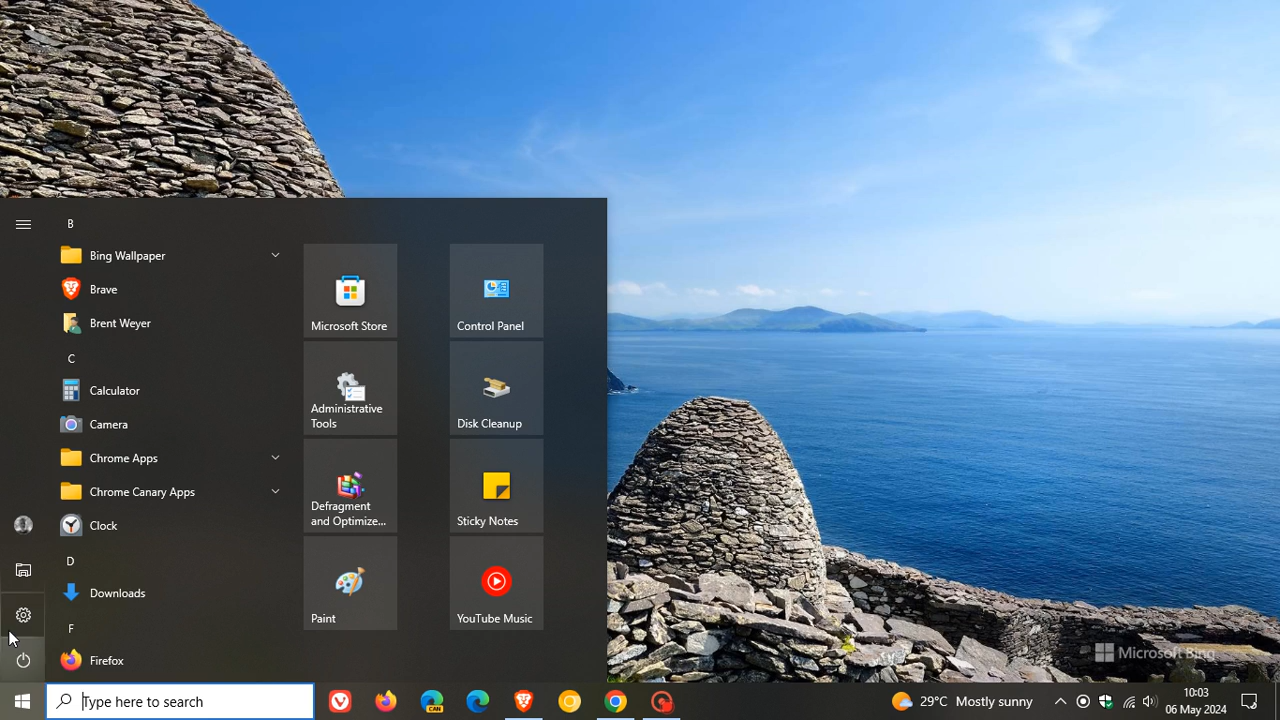 B
Bing Wallpaper
Brave
Brent Weyer
C
Calculator
Camera
Chrome Apps
Chrome Canary Apps
Clock
D
Downloads
F
Firefox
Microsoft Store
Control Panel
Administrative
Tools
Disk Cleanup
Defragment
and Optimize...
Sticky Notes
Paint
YouTube Music
Microsoft Bing
Type here to search
CAN
29°C Mostly sunny
10:03
06 May 2024